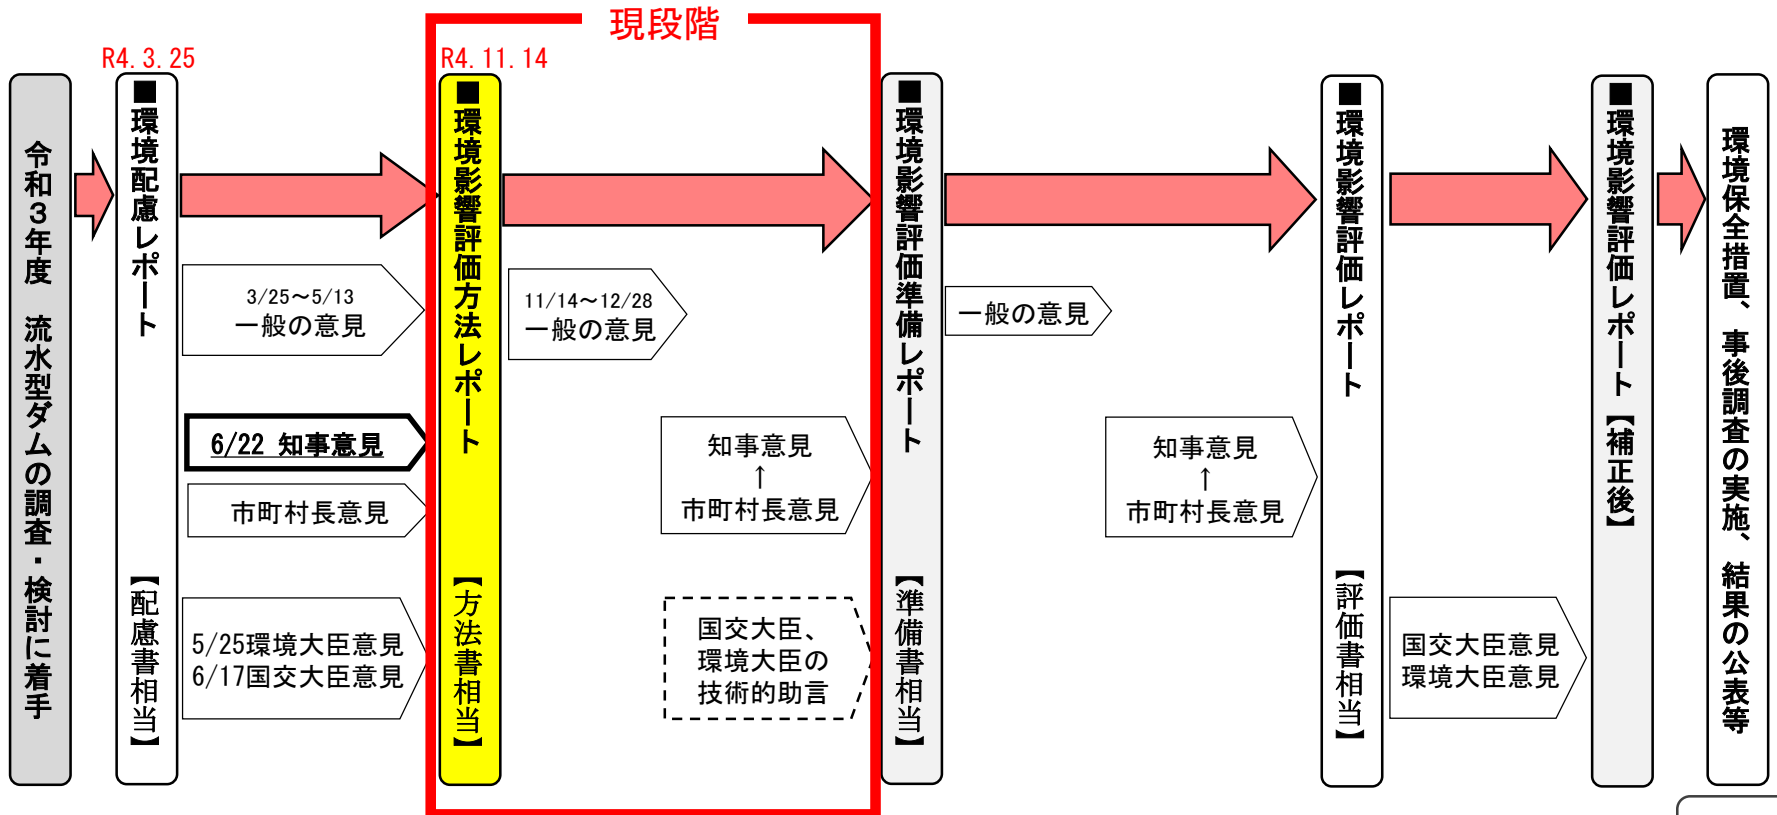 現段階
R4.3.25
R4.11.14
令和3年度　流水型ダムの調査・検討に着手
■環境配慮レポート
【配慮書相当】
3/25～5/13
一般の意見
6/22 知事意見
市町村長意見
5/25環境大臣意見
6/17国交大臣意見
■環境影響評価方法レポート
【方法書相当】
11/14～12/28
一般の意見
知事意見
↑
市町村長意見
国交大臣、
環境大臣の
技術的助言
■環境影響評価準備レポート
【準備書相当】
一般の意見
知事意見
↑
市町村長意見
■環境影響評価レポート
【評価書相当】
国交大臣意見
環境大臣意見
■環境影響評価レポート【補正後】
環境保全措置、事後調査の実施、結果の公表等